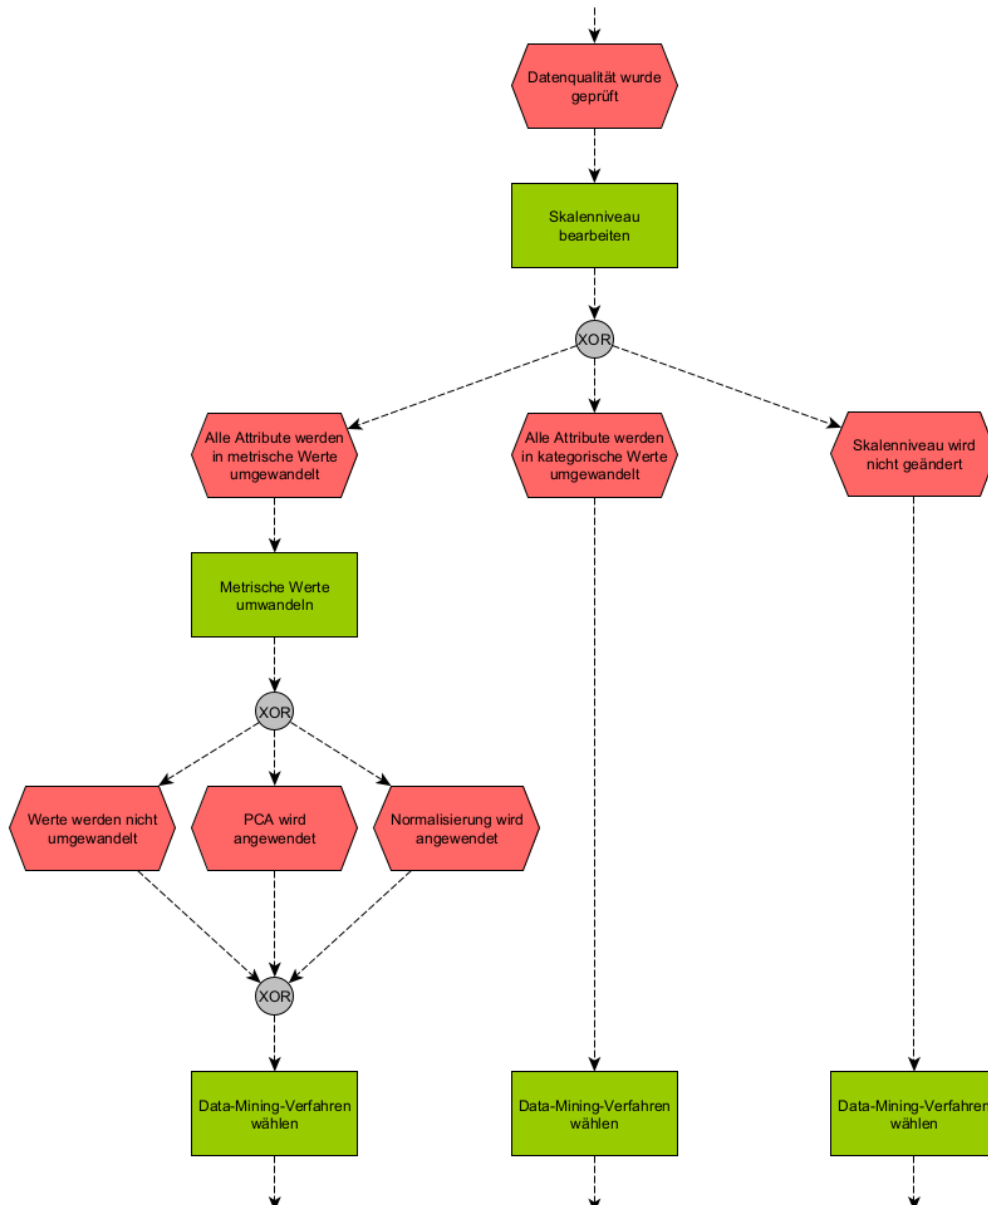 Datenqualität wurde
geprüft
Skalenniveau
bearbeiten
XOR
Alle Attribute werden
in metrische Werte
umgewandelt
Alle Attribute werden
in kategorische Werte
umgewandelt
Skalenniveau wird
nicht geändert
Metrische Werte
umwandeln
XOR
Werte werden nicht
umgewandelt
PCA wird
angewendet
Normalisierung wird
angewendet
XOR
Data-Mining-Verfahren
wählen
Data-Mining-Verfahren
wählen
Data-Mining-Verfahren
wählen